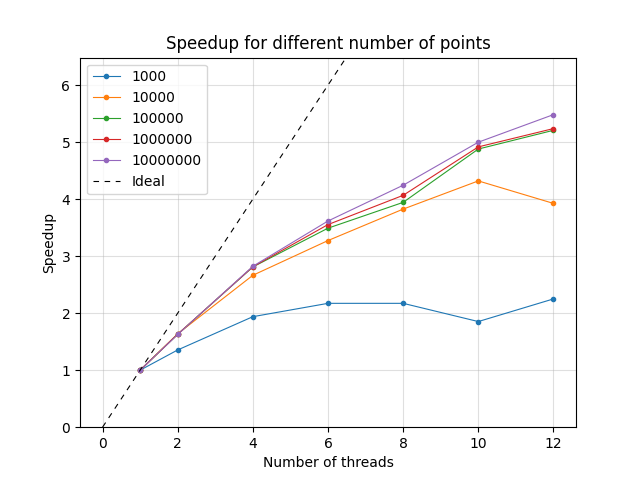 Speedup for different number of points
1000
10000
100000
1000000
10000000
Ideal
Speedup
6
5
4
3
2
1
0
0 2 4 6 8 10 12
Number of threads